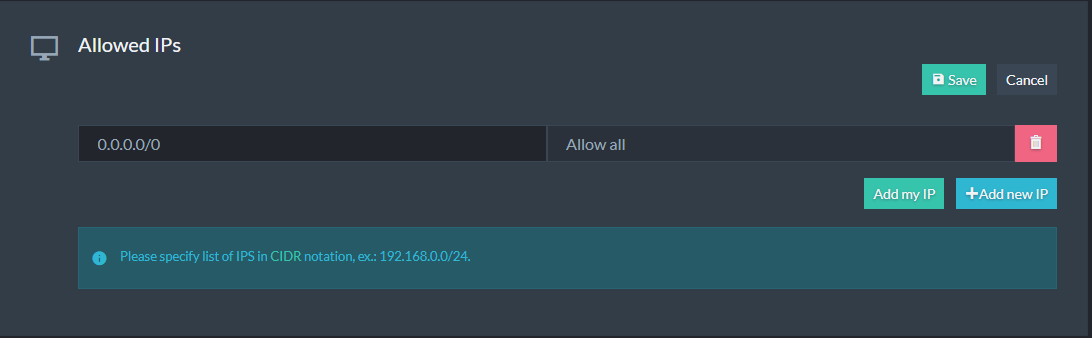 Allowed IPs
Save
Cancel
0.0.0.0/0
Allow all
Add my IP
+Add new IP
Please specify list of IPS in CIDR notation, ex.: 192.168.0.0/24.